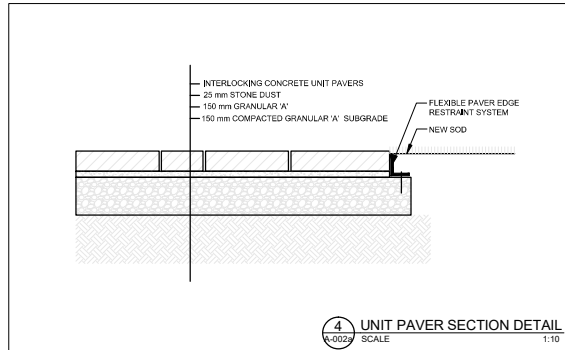 INTERLOCKING CONCRETE UNIT PAVERS
25 mm STONE DUST
150 mm GRANULAR 'A'
150 mm COMPACTED GRANULAR 'A' SUBGRADE
FLEXIBLE PAVER EDGE
RESTRAINT SYSTEM
NEW SOD
4
A-002a
UNIT PAVER SECTION DETAIL
SCALE
1:10